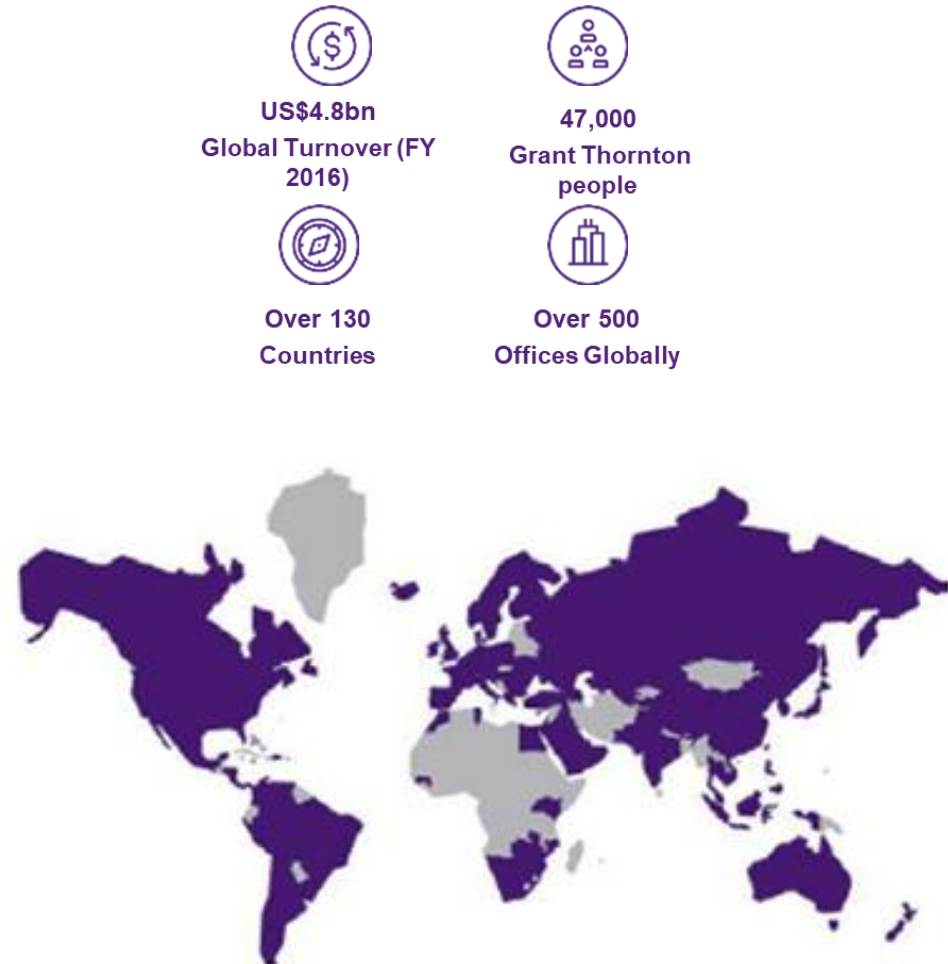 $
US$4.8bn
Global Turnover (FY
2016)
47,000
Grant Thornton
people
Over 130
Countries
Over 500
Offices Globally